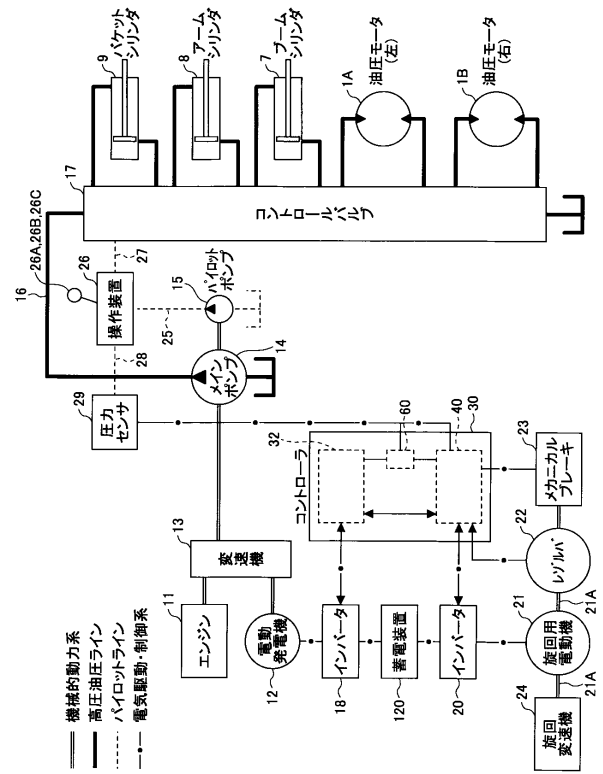 機械的動力系
高圧油圧ライン
パイロットライン
電気駆動・制御系
11
エンジン
13
変速機
12
電動
発電機
18
インバータ
120
蓄電装置
20
インバータ
24
旋回
変速機
21A
21
旋回用
電動機
21A
22
レゾルバ
23
メカニカル
ブレーキ
コントローラ
32
60
40
30
29
圧力
センサ
28
26
操作装置
26A,26B,26C
27
25
15
パイロット
ポンプ
14
メイン
ポンプ
16
17
コントロールバルブ
9
バケット
シリンダ
8
アーム
シリンダ
7
ブーム
シリンダ
1A
油圧モータ
(左)
1B
油圧モータ
(右)